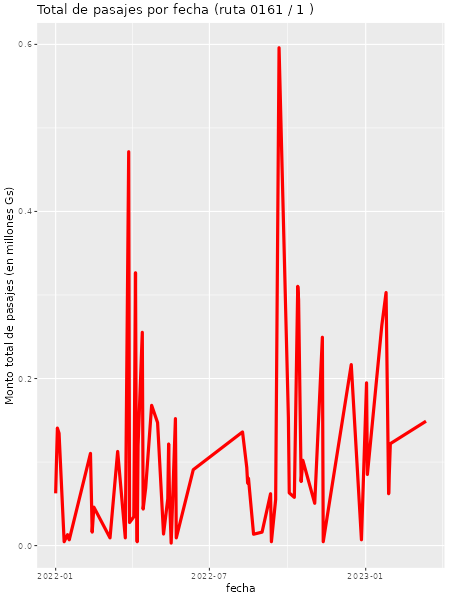 Total de pasajes por fecha (ruta 0161 / 1 )
Monto total de pasajes (en millones Gs)
0.6
0.4
0.2
0.0
2022-01
2022-07
2023-01
fecha